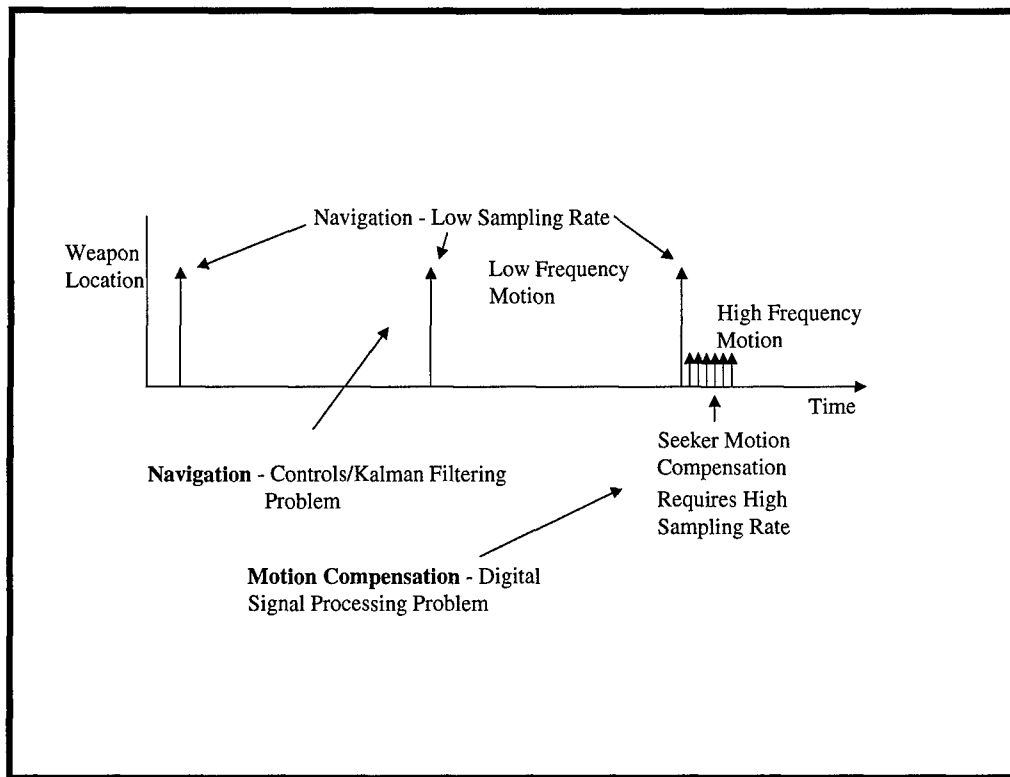 Navigation - Low Sampling Rate
Weapon
Location
Low Frequency
Motion
High Frequency
Motion
Time
Seeker Motion
Compensation
Requires High
Sampling Rate
Navigation - Controls/Kalman Filtering
Problem
Motion Compensation - Digital
Signal Processing Problem